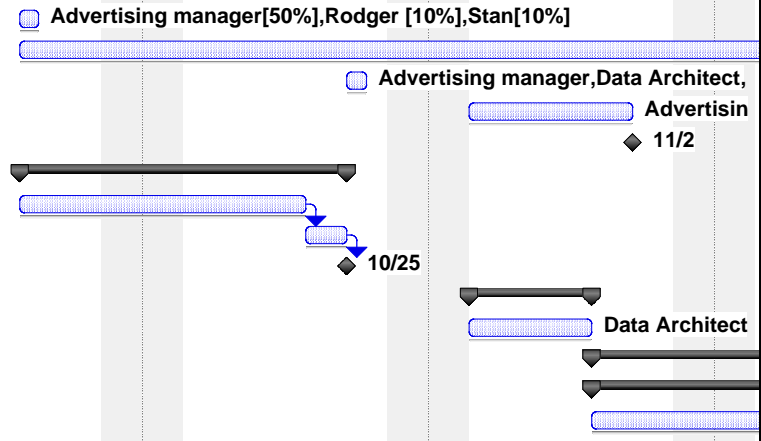 Advertising manager[50%],Rodger [10%],Stan[10%]
Advertising manager,Data Architect,
Advertisin
11/2
10/25
Data Architect